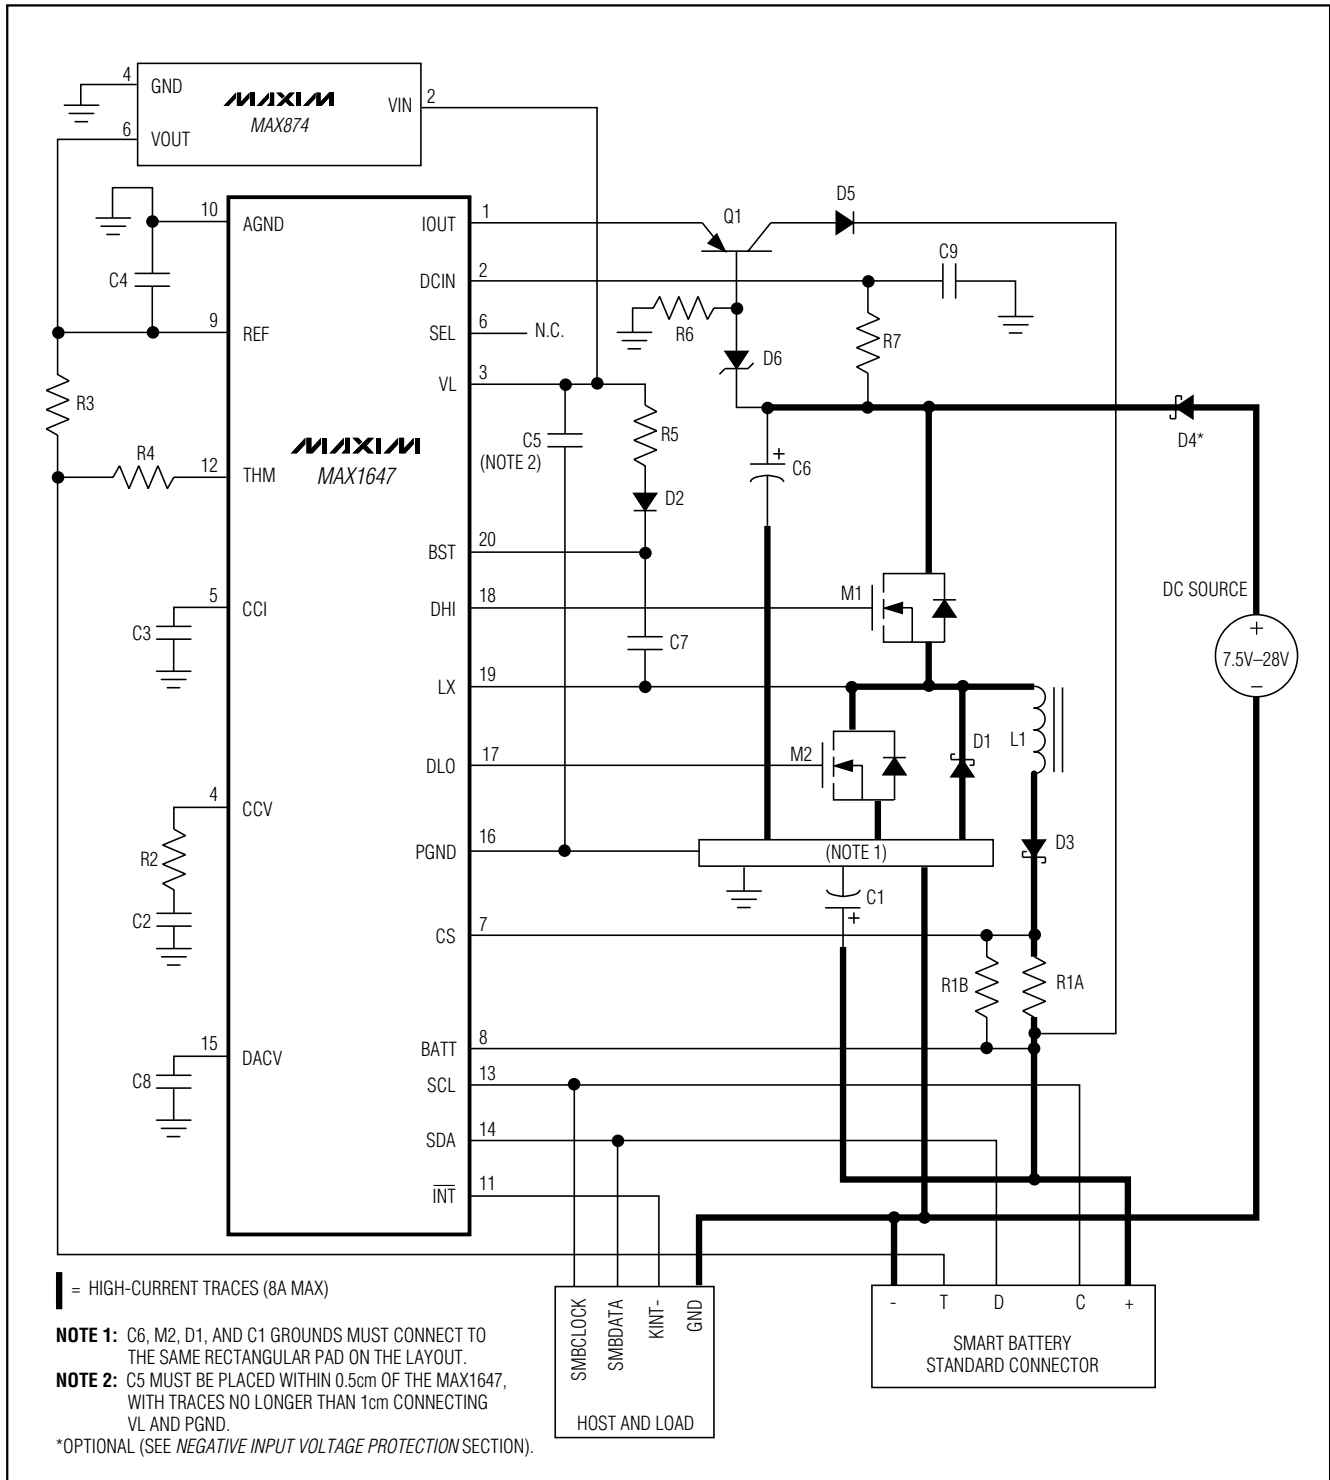 4
GND
MAXIM
MAX874
VIN
2
6
VOUT
10
AGND
IOUT
1
Q1
D5
C4
DCIN
2
C9
9
REF
SEL
6
N.C.
R6
D6
R7
VL
3
R3
C5
(NOTE 2)
R5
D4*
R4
12
THM
MAXIM
MAX1647
+
C6
D2
BST
20
5
CCI
DHI
18
M1
DC SOURCE
+
7.5V–28V
–
C3
C7
LX
19
D1
L1
DLO
17
M2
4
CCV
R2
PGND
16
(NOTE 1)
D3
C2
C1
+
CS
7
R1B
R1A
15
DACV
BATT
8
C8
SCL
13
SDA
14
INT
11
= HIGH-CURRENT TRACES (8A MAX)
NOTE 1: C6, M2, D1, AND C1 GROUNDS MUST CONNECT TO
THE SAME RECTANGULAR PAD ON THE LAYOUT.
NOTE 2: C5 MUST BE PLACED WITHIN 0.5cm OF THE MAX1647,
WITH TRACES NO LONGER THAN 1cm CONNECTING
VL AND PGND.
*OPTIONAL (SEE NEGATIVE INPUT VOLTAGE PROTECTION SECTION).
SMBCLOCK
SMBDATA
KINT-
GND
HOST AND LOAD
- T D C +
SMART BATTERY
STANDARD CONNECTOR